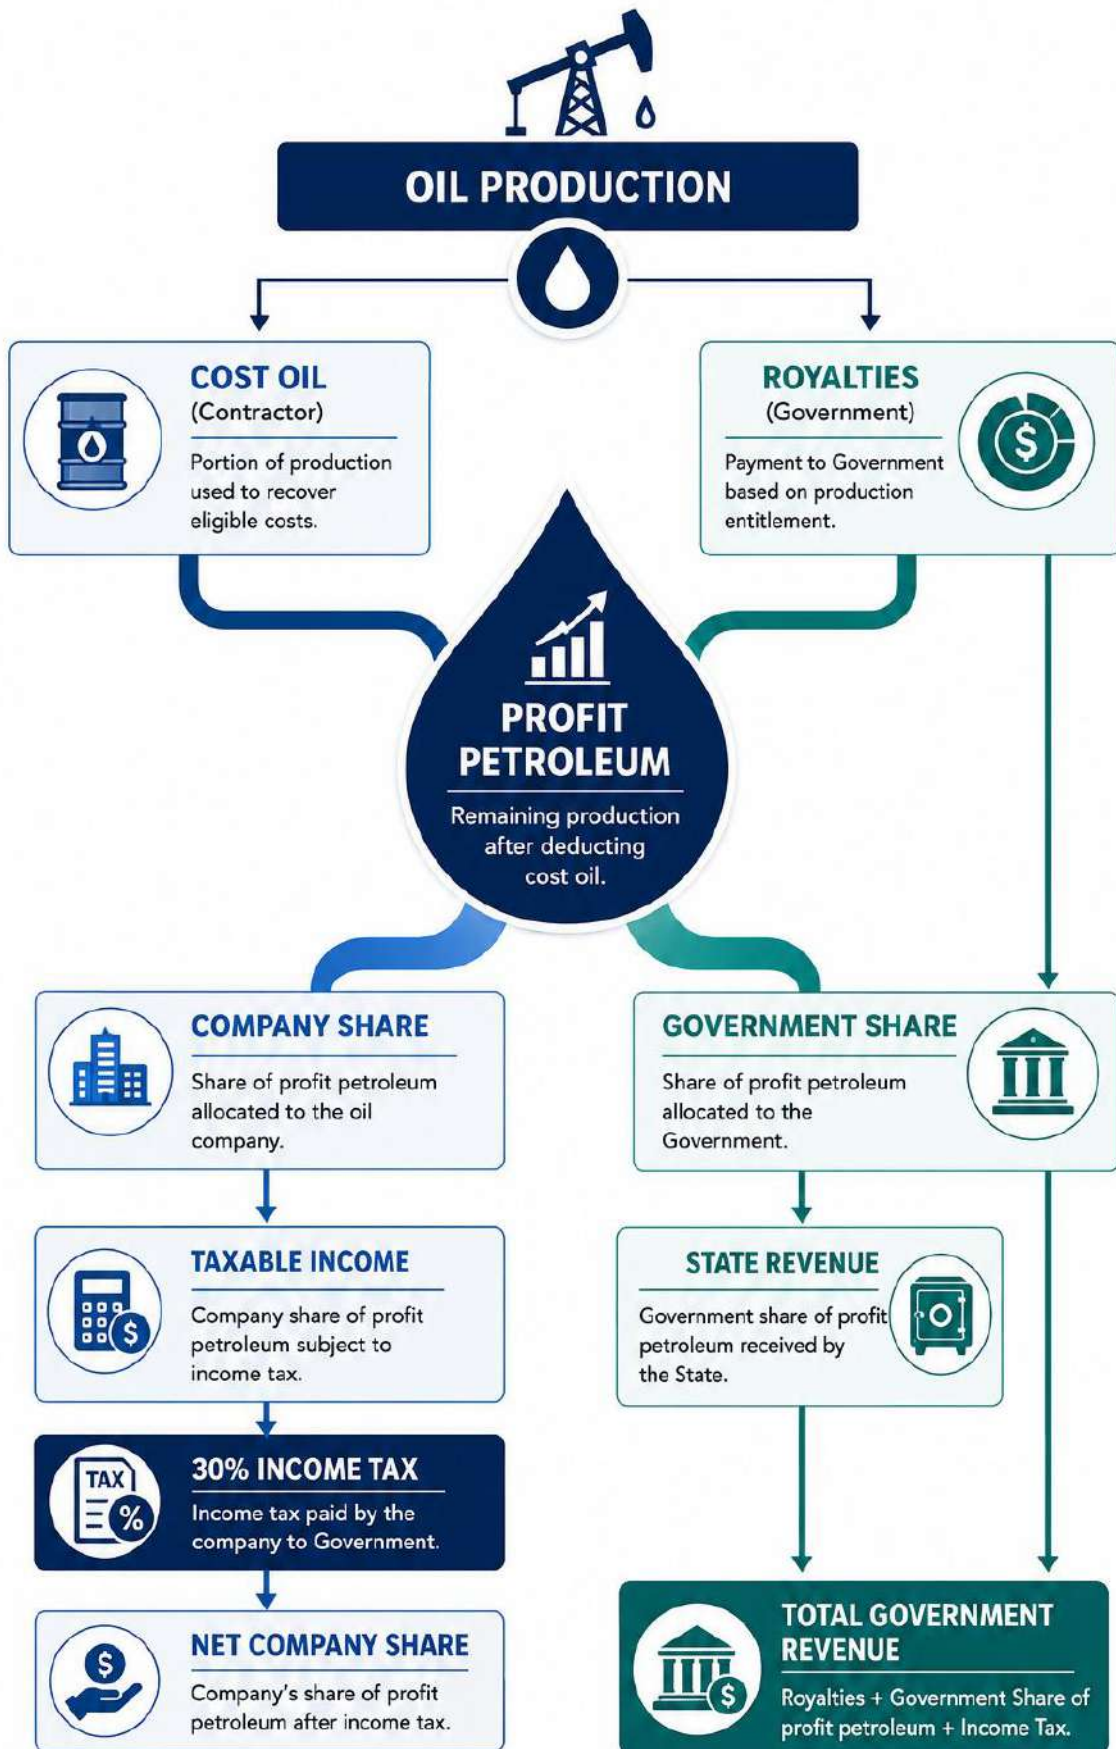 OIL PRODUCTION
COST OIL
(Contractor)
Portion of production
used to recover
eligible costs.
ROYALTIES
(Government)
Payment to Government
based on production
entitlement.
$
PROFIT
PETROLEUM
Remaining production
after deducting
cost oil.
COMPANY SHARE
Share of profit petroleum
allocated to the oil
company.
GOVERNMENT SHARE
Share of profit petroleum
allocated to the
Government.
TAXABLE INCOME
Company share of profit
petroleum subject to
income tax.
$
STATE REVENUE
Government share of profit
petroleum received by
the State.
TAX
%
30% INCOME TAX
Income tax paid by the
company to Government.
$
NET COMPANY SHARE
Company's share of profit
petroleum after income tax.
$
TOTAL GOVERNMENT
REVENUE
Royalties + Government Share of
profit petroleum + Income Tax.